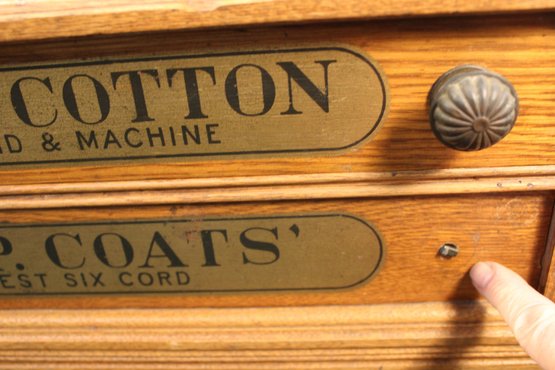 COTTON
D & MACHINE
P. COATS'
EST SIX CORD